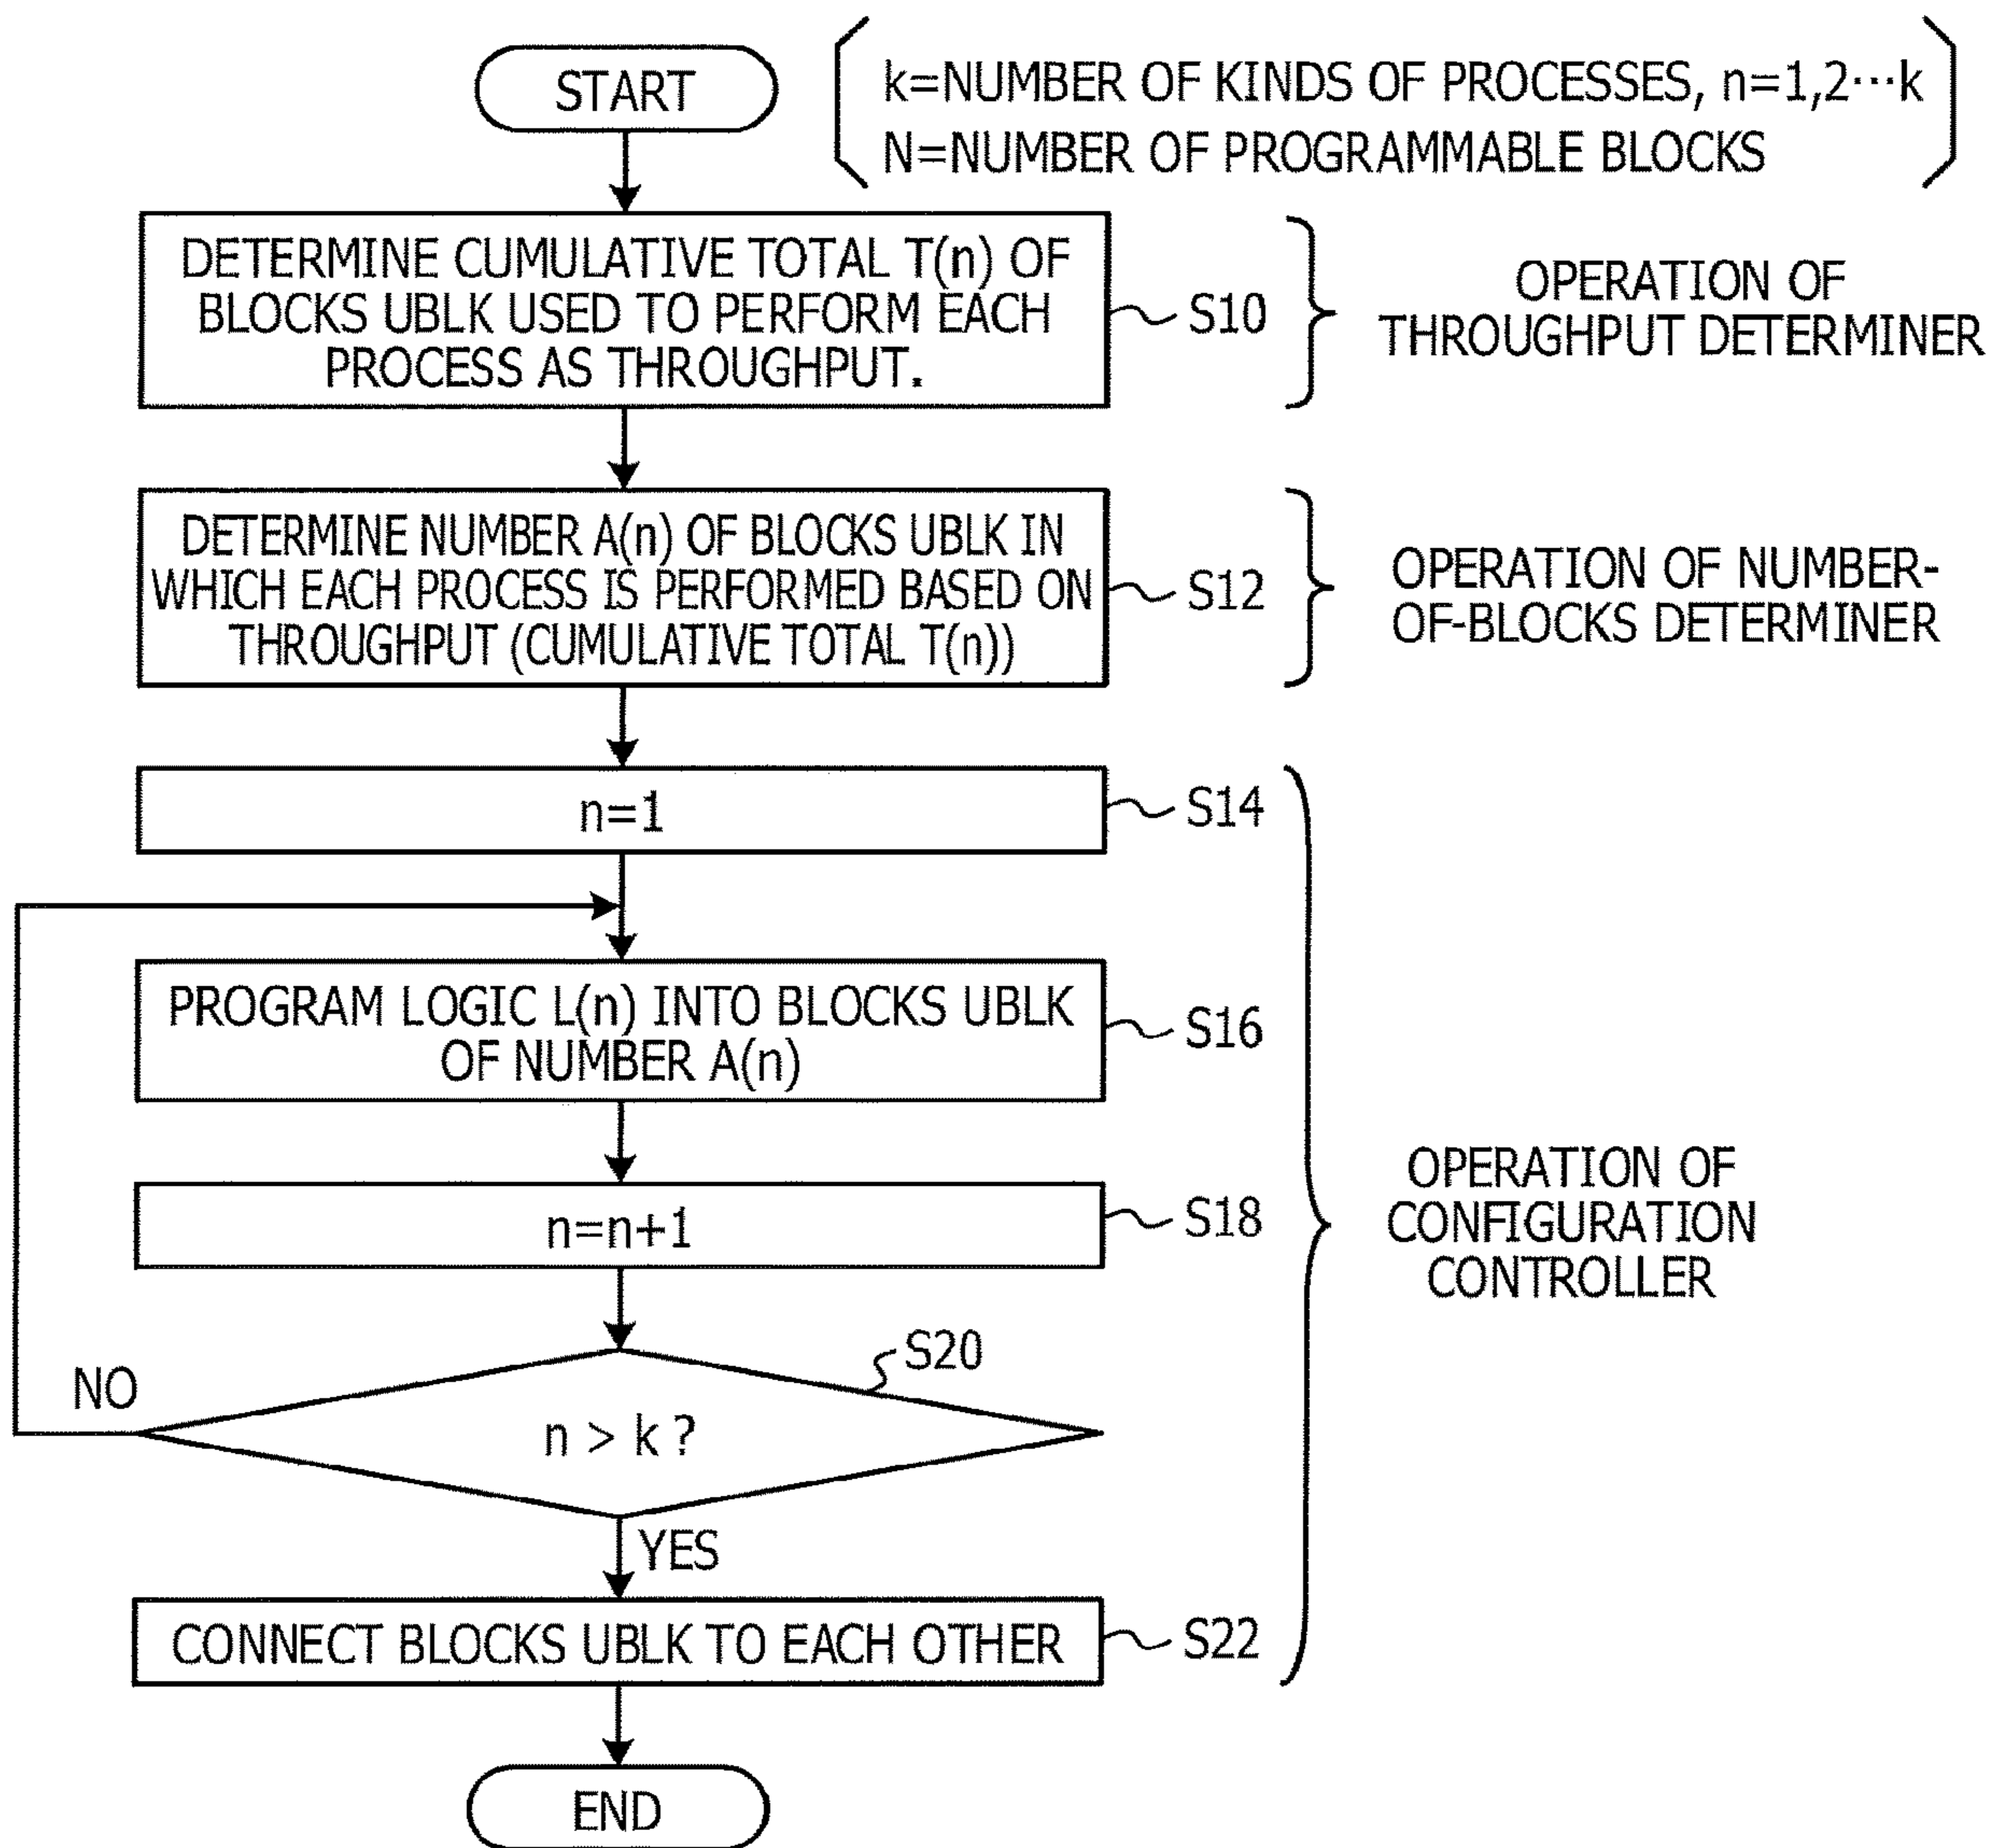 START
k=NUMBER OF KINDS OF PROCESSES, n=1,2···k
N=NUMBER OF PROGRAMMABLE BLOCKS
DETERMINE CUMULATIVE TOTAL T(n) OF
BLOCKS UBLK USED TO PERFORM EACH
PROCESS AS THROUGHPUT.
S10
OPERATION OF
THROUGHPUT DETERMINER
DETERMINE NUMBER A(n) OF BLOCKS UBLK IN
WHICH EACH PROCESS IS PERFORMED BASED ON
THROUGHPUT (CUMULATIVE TOTAL T(n))
S12
OPERATION OF NUMBER-
OF-BLOCKS DETERMINER
n=1
S14
PROGRAM LOGIC L(n) INTO BLOCKS UBLK
OF NUMBER A(n)
S16
n=n+1
S18
OPERATION OF
CONFIGURATION
CONTROLLER
S20
NO
n > k ?
YES
CONNECT BLOCKS UBLK TO EACH OTHER
S22
END